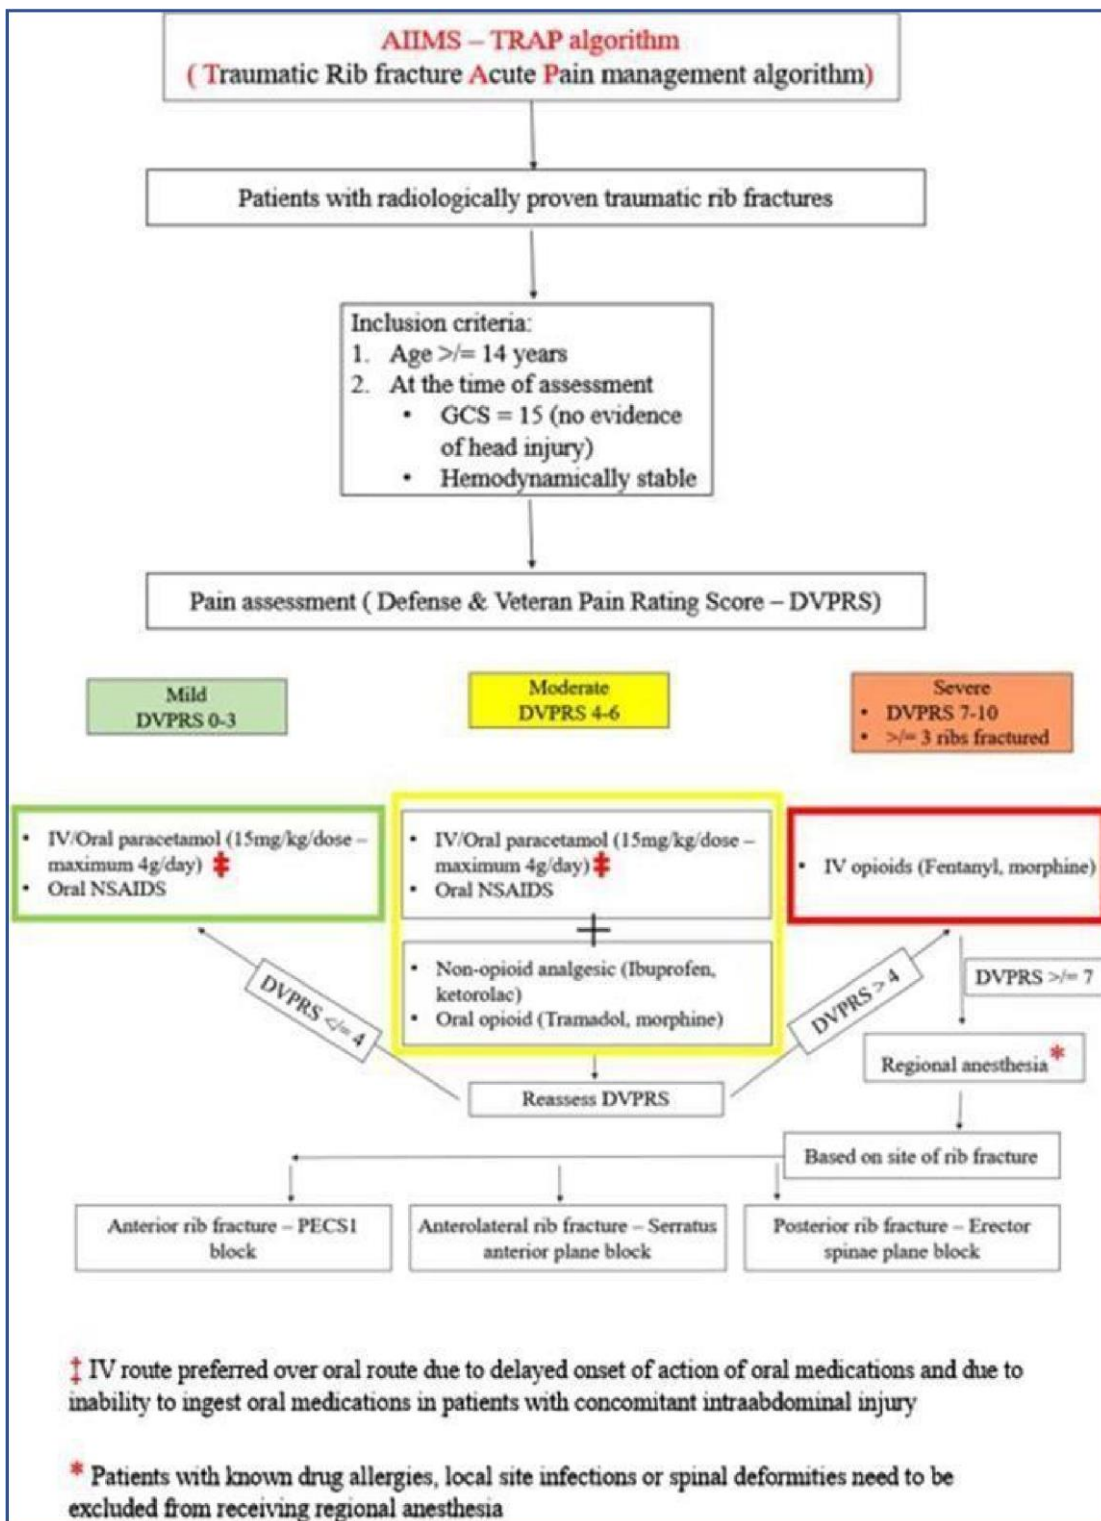 AIIMS – TRAP algorithm
( Traumatic Rib fracture Acute Pain management algorithm)
Patients with radiologically proven traumatic rib fractures
Inclusion criteria:
1. Age >/= 14 years
2. At the time of assessment
• GCS = 15 (no evidence
of head injury)
• Hemodynamically stable
Pain assessment ( Defense & Veteran Pain Rating Score – DVPRS)
Mild
DVPRS 0-3
Moderate
DVPRS 4-6
Severe
• DVPRS 7-10
• >/= 3 ribs fractured
• IV/Oral paracetamol (15mg/kg/dose –
maximum 4g/day) ‡
• Oral NSAIDS
• IV/Oral paracetamol (15mg/kg/dose –
maximum 4g/day) ‡
• Oral NSAIDS
+
• Non-opioid analgesic (Ibuprofen,
ketorolac)
• Oral opioid (Tramadol, morphine)
• IV opioids (Fentanyl, morphine)
DVPRS </= 4
DVPRS > 4
DVPRS >/= 7
Reassess DVPRS
Regional anesthesia*
Based on site of rib fracture
Anterior rib fracture – PECS1
block
Anterolateral rib fracture – Serratus
anterior plane block
Posterior rib fracture – Erector
spinae plane block
‡ IV route preferred over oral route due to delayed onset of action of oral medications and due to
inability to ingest oral medications in patients with concomitant intraabdominal injury
* Patients with known drug allergies, local site infections or spinal deformities need to be
excluded from receiving regional anesthesia